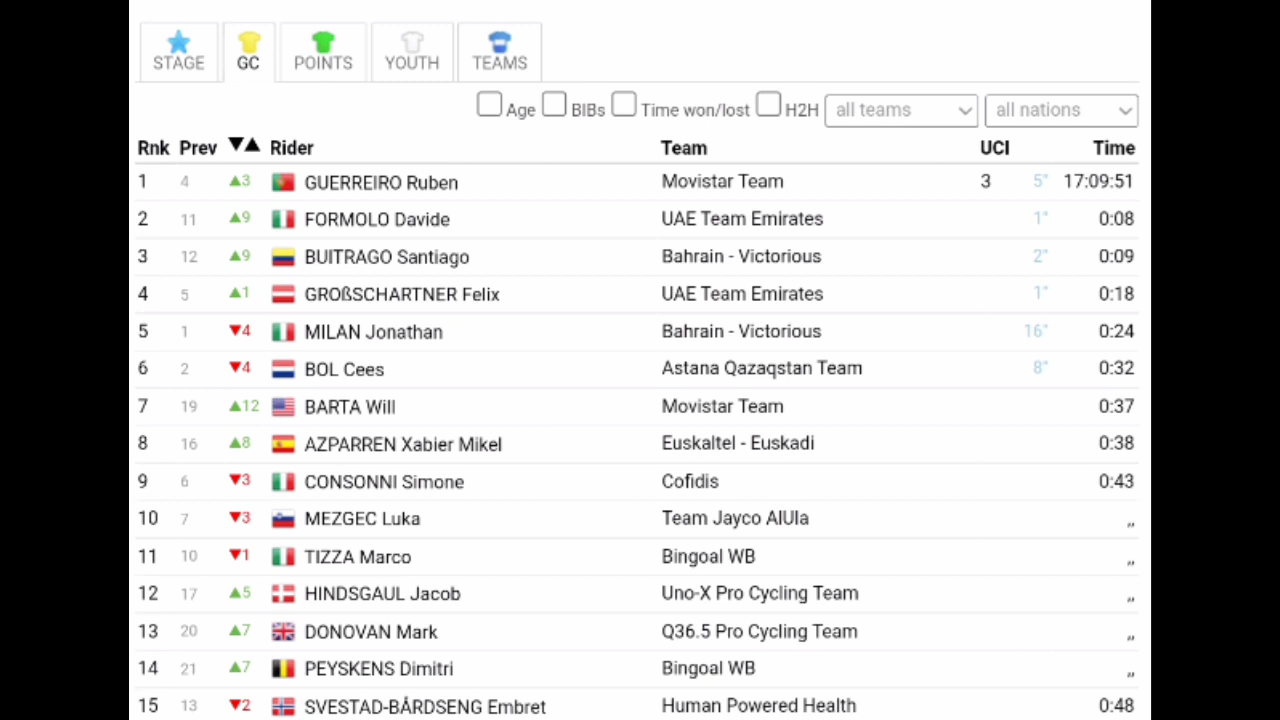 STAGE GC POINTS YOUTH TEAMS
Age BIBs Time won/lost H2H all teams all nations
Rnk Prev ▼▲ Rider Team UCI Time
1 4 ▲3 GUERREIRO Ruben Movistar Team 3 5" 17:09:51
2 11 ▲9 FORMOLO Davide UAE Team Emirates 1" 0:08
3 12 ▲9 BUITRAGO Santiago Bahrain - Victorious 2" 0:09
4 5 ▲1 GROßSCHARTNER Felix UAE Team Emirates 1" 0:18
5 1 ▼4 MILAN Jonathan Bahrain - Victorious 16" 0:24
6 2 ▼4 BOL Cees Astana Qazaqstan Team 8" 0:32
7 19 ▲12 BARTA Will Movistar Team 0:37
8 16 ▲8 AZPARREN Xabier Mikel Euskaltel - Euskadi 0:38
9 6 ▼3 CONSONNI Simone Cofidis 0:43
10 7 ▼3 MEZGEC Luka Team Jayco AlUla ,,
11 10 ▼1 TIZZA Marco Bingoal WB ,,
12 17 ▲5 HINDSGAUL Jacob Uno-X Pro Cycling Team ,,
13 20 ▲7 DONOVAN Mark Q36.5 Pro Cycling Team ,,
14 21 ▲7 PEYSKENS Dimitri Bingoal WB ,,
15 13 ▼2 SVESTAD-BÅRDSENG Embret Human Powered Health 0:48